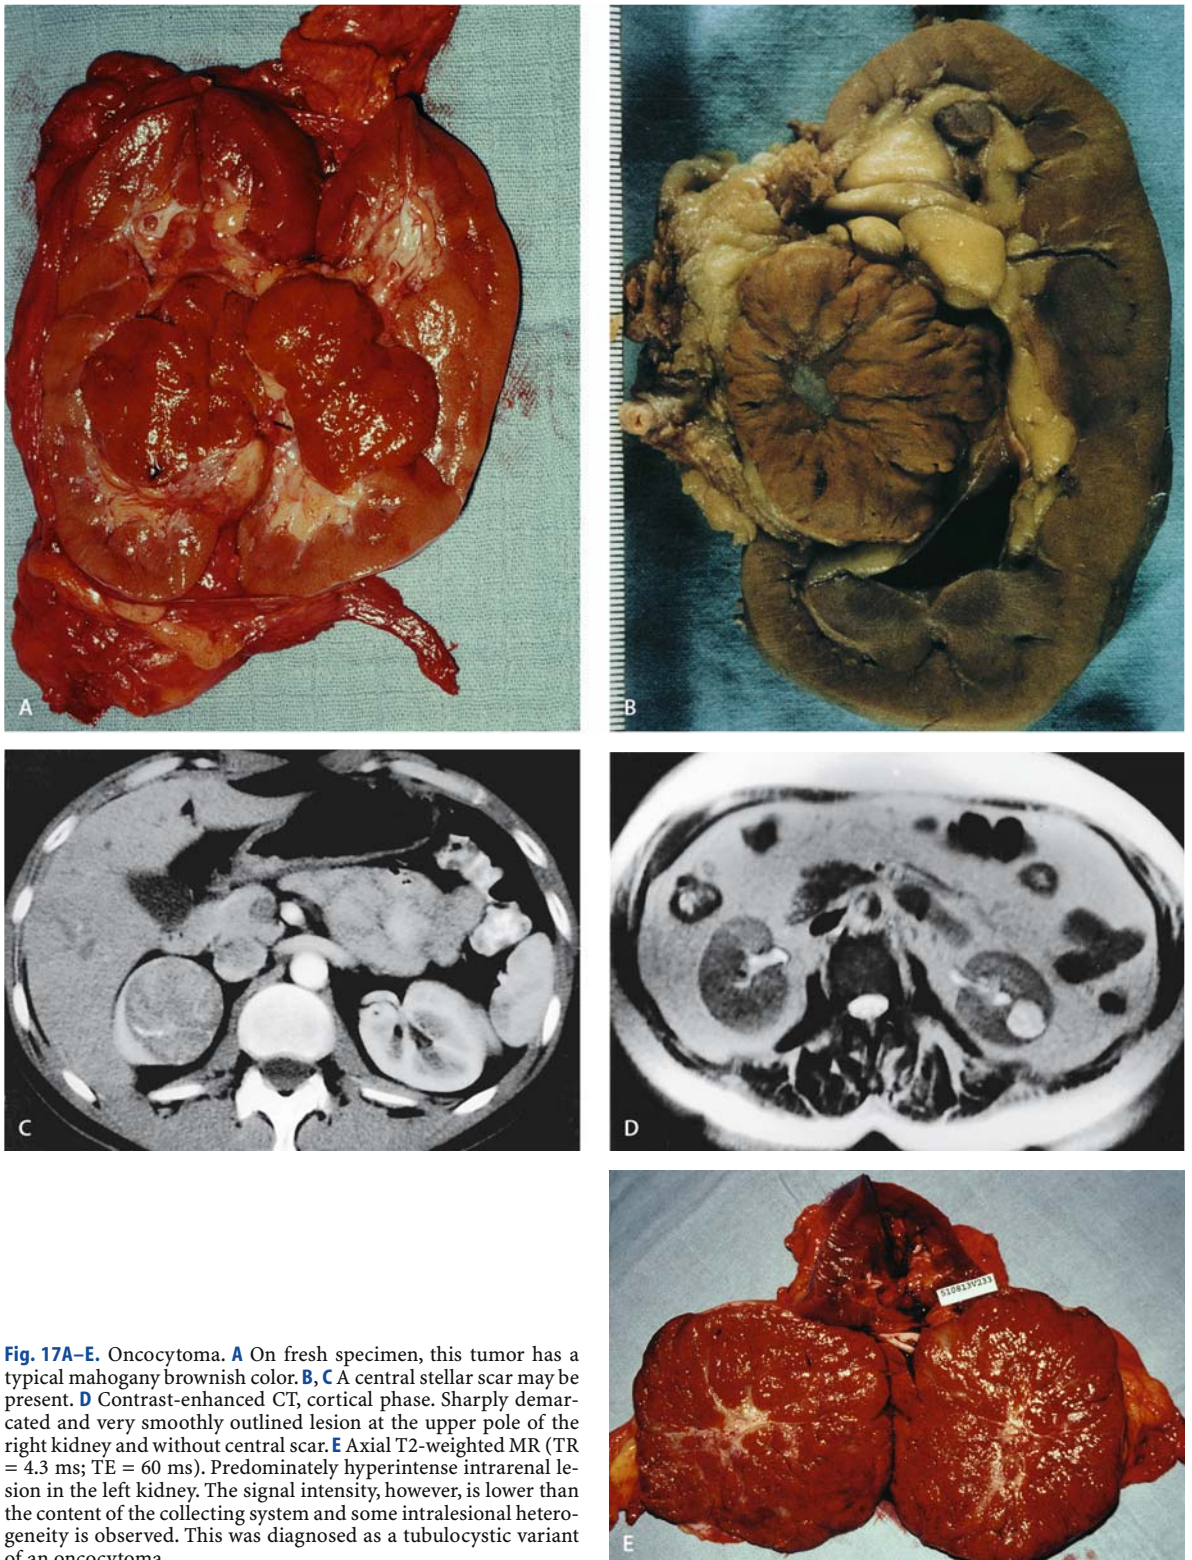 A
B
C
D
510813V233
E
Fig. 17A–E. Oncocytoma. A On fresh specimen, this tumor has a
typical mahogany brownish color. B, C A central stellar scar may be
present. D Contrast-enhanced CT, cortical phase. Sharply demar-
cated and very smoothly outlined lesion at the upper pole of the
right kidney and without central scar. E Axial T2-weighted MR (TR
= 4.3 ms; TE = 60 ms). Predominately hyperintense intrarenal le-
sion in the left kidney. The signal intensity, however, is lower than
the content of the collecting system and some intralesional hetero-
geneity is observed. This was diagnosed as a tubulocystic variant
of an oncocytoma